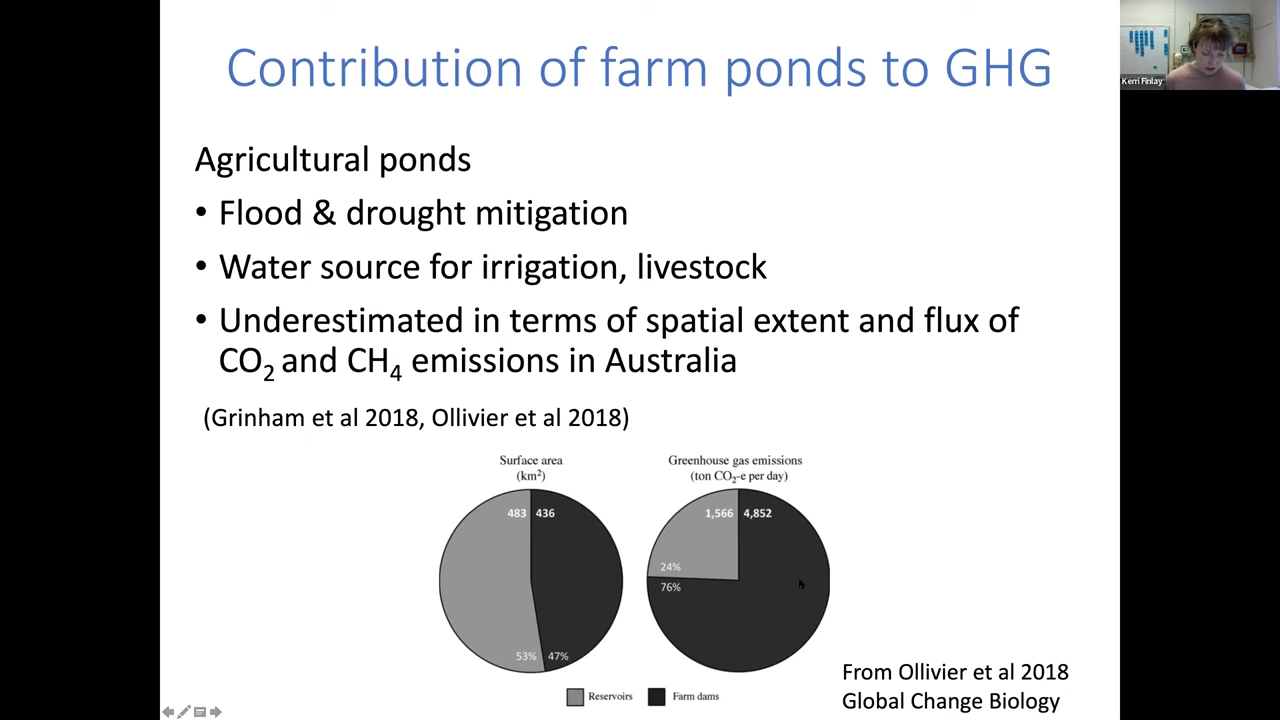 Contribution of farm ponds to GHG
Kerri Finlay
Agricultural ponds
• Flood & drought mitigation
• Water source for irrigation, livestock
• Underestimated in terms of spatial extent and flux of
CO₂ and CH₄ emissions in Australia
(Grinham et al 2018, Ollivier et al 2018)
Surface area
(km²)
483 436
53% 47%
Greenhouse gas emissions
(ton CO₂-e per day)
1,566 4,852
24%
76%
Reservoirs Farm dams
From Ollivier et al 2018
Global Change Biology